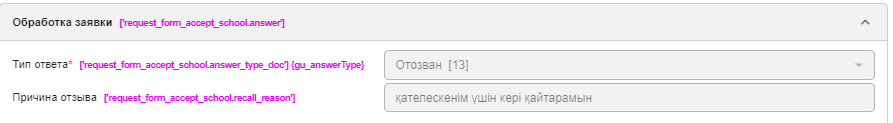 Обработка заявки ['request_form_accept_school.answer']
Тип ответа* ['request_form_accept_school.answer_type_doc'] {gu_answerType} Отозван [13]
Причина отзыва ['request_form_accept_school.recall_reason'] қателескенім үшін кері қайтарамын